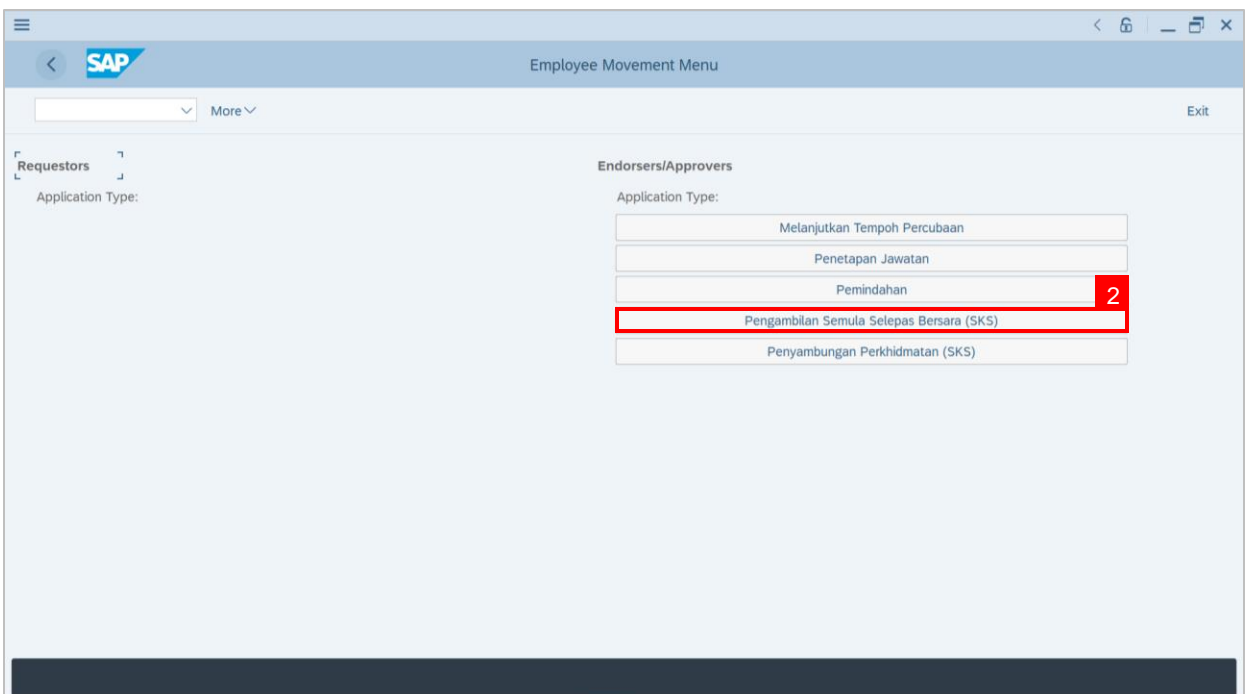 SAP
Employee Movement Menu
More
Exit
Requestors
Application Type:
Endorsers/Approvers
Application Type:
Melanjutkan Tempoh Percubaan
Penetapan Jawatan
Pemindahan
2
Pengambilan Semula Selepas Bersara (SKS)
Penyambungan Perkhidmatan (SKS)